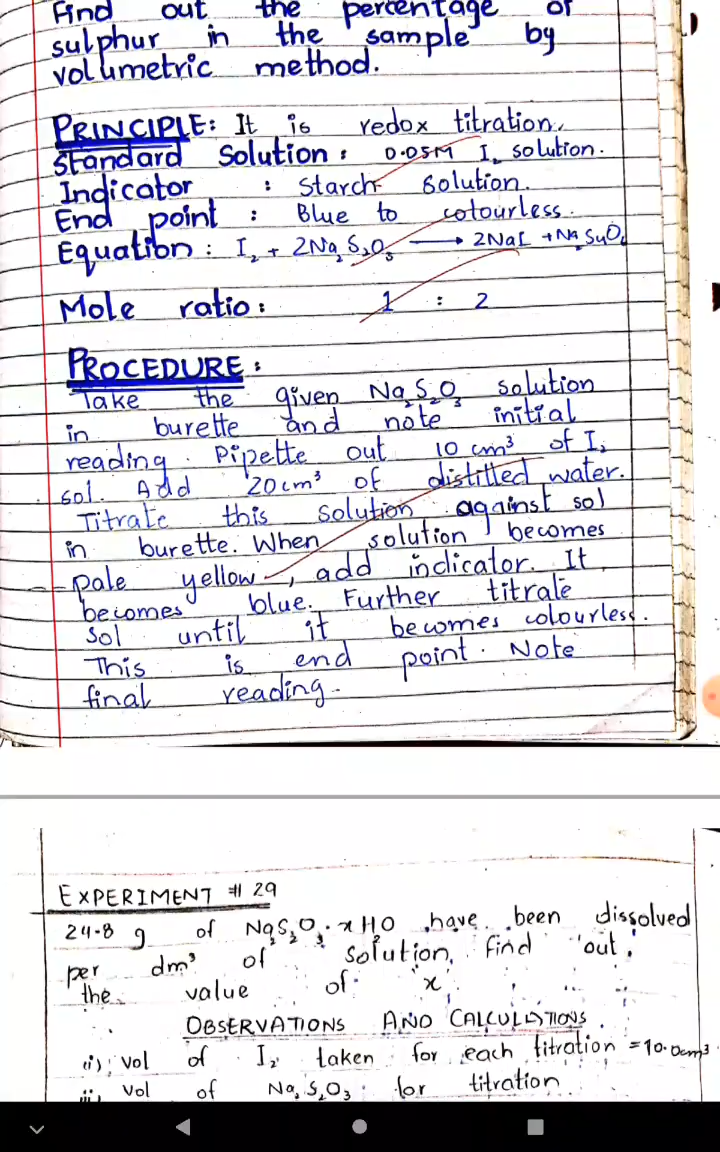 Find out the percentage of
sulphur in the sample by
volumetric method.
PRINCIPLE: It is redox titration.
Standard Solution: 0.05M I₂ solution.
Indicator : Starch Solution.
End point : Blue to colourless.
Equation: I₂ + 2Na₂S₂O₃ ⟶ 2NaI + Na₂S₄O₆
Mole ratio: 1 : 2
PROCEDURE:
Take the given Na₂S₂O₃ solution
in burette and note initial
reading. Pipette out 10 cm³ of I₂
sol. Add 20cm³ of distilled water.
Titrate this solution against sol
in burette. When solution becomes
pale yellow, add indicator. It
becomes blue. Further titrate
sol until it becomes colourless.
This is end point. Note
final reading.
EXPERIMENT # 29
24.8 g of Na₂S₂O₃.xHO have been dissolved
per dm³ of solution, find out
the value of 'x'.
OBSERVATIONS AND CALCULATIONS
(i) vol of I₂ taken for each titration = 10.0cm³
ii, vol of Na₂S₂O₃ for titration